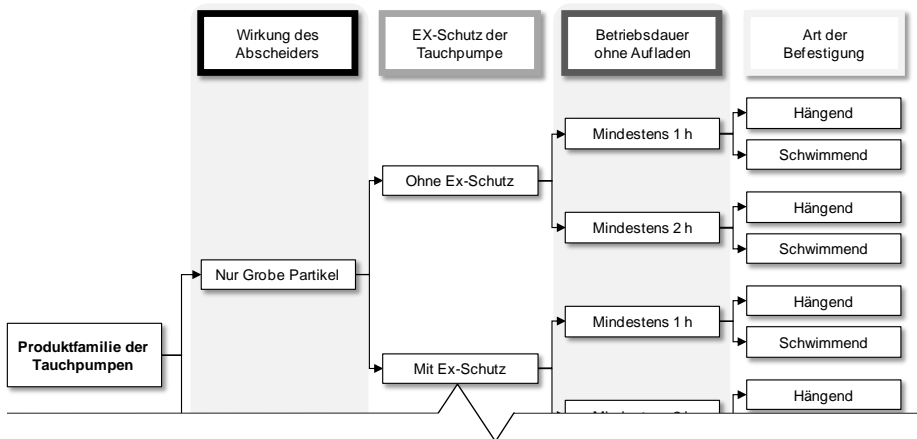 Wirkung des
Abscheiders
EX-Schutz der
Tauchpumpe
Betriebsdauer
ohne Aufladen
Art der
Befestigung
Hängend
Mindestens 1 h
Schwimmend
Ohne Ex-Schutz
Hängend
Mindestens 2 h
Schwimmend
Nur Grobe Partikel
Hängend
Mindestens 1 h
Schwimmend
Produktfamilie der
Tauchpumpen
Mit Ex-Schutz
Hängend